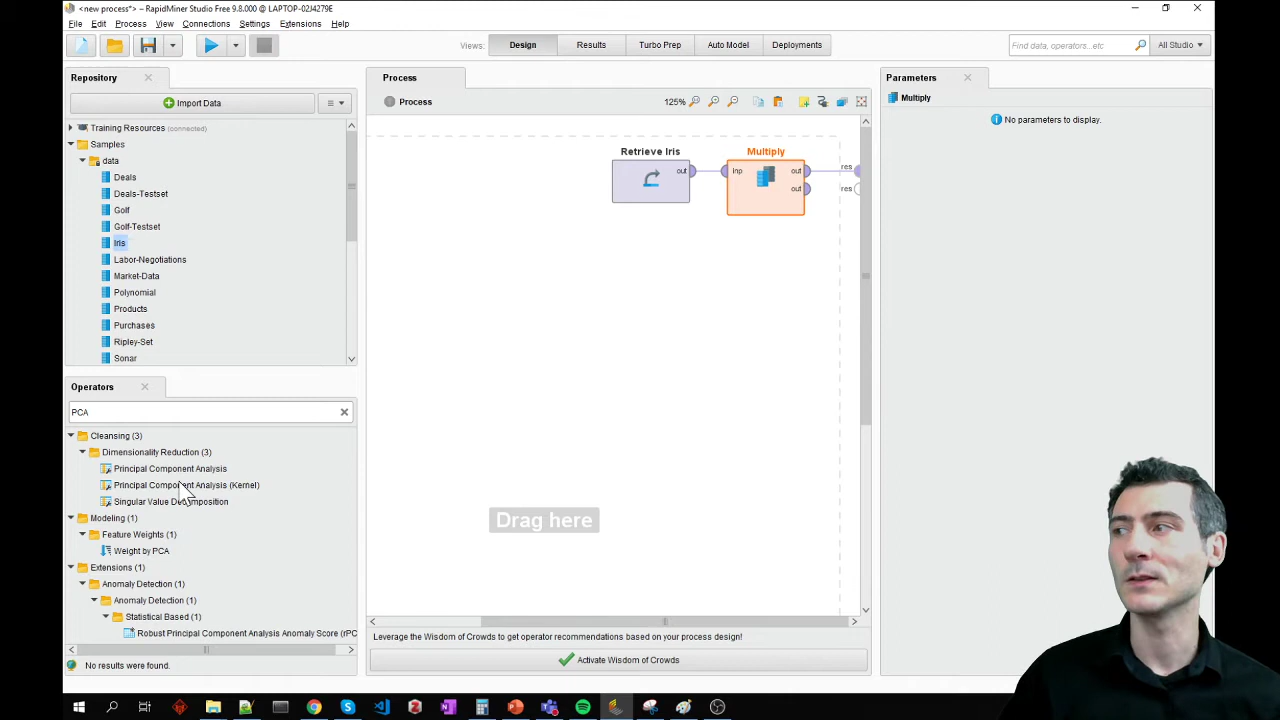 <new process*> – RapidMiner Studio Free 9.8.000 @ LAPTOP-02J4279E
File Edit Process View Connections Settings Extensions Help
Views: Design Results Turbo Prep Auto Model Deployments
Find data, operators...etc
All Studio
Repository
Import Data
Training Resources (connected)
Samples
data
Deals
Deals-Testset
Golf
Golf-Testset
Iris
Labor-Negotiations
Market-Data
Polynomial
Products
Purchases
Ripley-Set
Sonar
Operators
PCA
Cleansing (3)
Dimensionality Reduction (3)
Principal Component Analysis
Principal Component Analysis (Kernel)
Singular Value Decomposition
Modeling (1)
Feature Weights (1)
Weight by PCA
Extensions (1)
Anomaly Detection (1)
Anomaly Detection (1)
Statistical Based (1)
Robust Principal Component Analysis Anomaly Score (rPC
No results were found.
Process
Process
125%
Retrieve Iris
out
Multiply
inp
out
out
res
res
Drag here
Leverage the Wisdom of Crowds to get operator recommendations based on your process design!
Activate Wisdom of Crowds
Parameters
Multiply
No parameters to display.